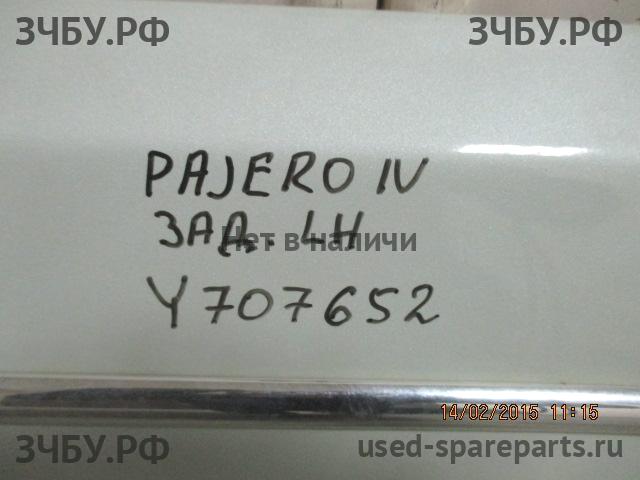 ЗЧБУ.РФ ЗЧБУ.РФ
PAJERO IV
ЗАД. LH
Нет в наличи
Y707652
14/02/2015 11:15
ЗЧБУ.РФ used-spareparts.ru